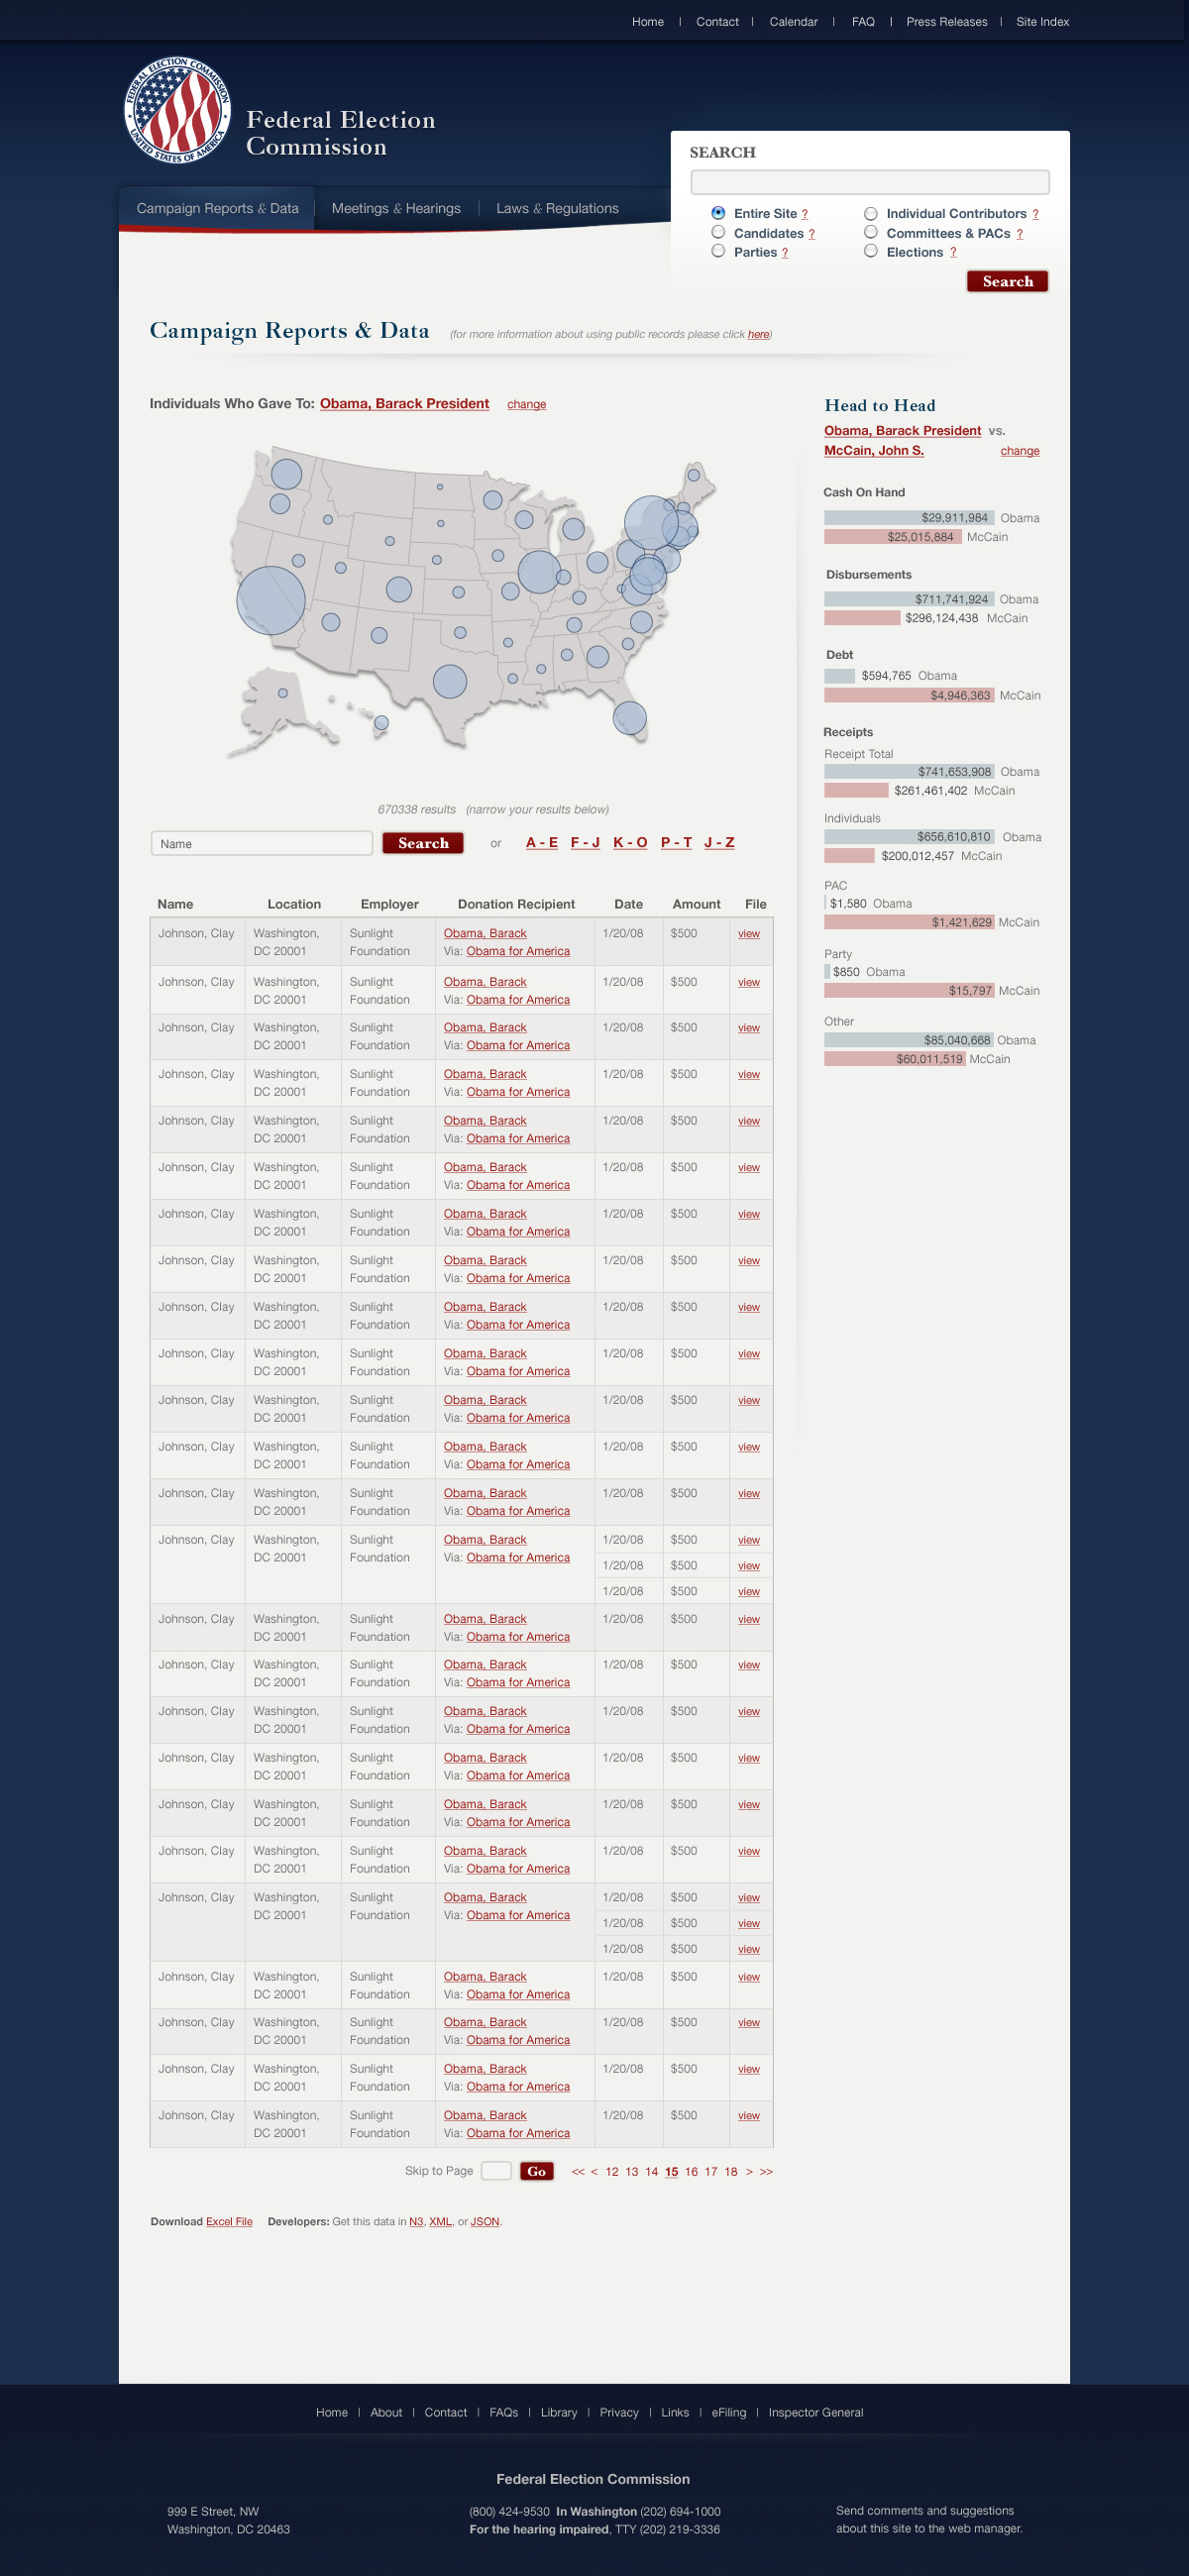 Home | Contact | Calendar | FAQ | Press Releases | Site Index
FEDERAL ELECTION COMMISSION
UNITED STATES OF AMERICA
Federal Election
Commission
Campaign Reports & Data | Meetings & Hearings | Laws & Regulations
SEARCH
Entire Site ? Individual Contributors ?
Candidates ? Committees & PACs ?
Parties ? Elections ?
Search
Campaign Reports & Data (for more information about using public records please click here)
Individuals Who Gave To: Obama, Barack President change
670338 results (narrow your results below)
Name Search or A - E F - J K - O P - T J - Z
Name Location Employer Donation Recipient Date Amount File
Johnson, Clay Washington, Sunlight Obama, Barack 1/20/08 $500 view
DC 20001 Foundation Via: Obama for America
Johnson, Clay Washington, Sunlight Obama, Barack 1/20/08 $500 view
DC 20001 Foundation Via: Obama for America
Johnson, Clay Washington, Sunlight Obama, Barack 1/20/08 $500 view
DC 20001 Foundation Via: Obama for America
Johnson, Clay Washington, Sunlight Obama, Barack 1/20/08 $500 view
DC 20001 Foundation Via: Obama for America
Johnson, Clay Washington, Sunlight Obama, Barack 1/20/08 $500 view
DC 20001 Foundation Via: Obama for America
Johnson, Clay Washington, Sunlight Obama, Barack 1/20/08 $500 view
DC 20001 Foundation Via: Obama for America
Johnson, Clay Washington, Sunlight Obama, Barack 1/20/08 $500 view
DC 20001 Foundation Via: Obama for America
Johnson, Clay Washington, Sunlight Obama, Barack 1/20/08 $500 view
DC 20001 Foundation Via: Obama for America
Johnson, Clay Washington, Sunlight Obama, Barack 1/20/08 $500 view
DC 20001 Foundation Via: Obama for America
Johnson, Clay Washington, Sunlight Obama, Barack 1/20/08 $500 view
DC 20001 Foundation Via: Obama for America
Johnson, Clay Washington, Sunlight Obama, Barack 1/20/08 $500 view
DC 20001 Foundation Via: Obama for America
Johnson, Clay Washington, Sunlight Obama, Barack 1/20/08 $500 view
DC 20001 Foundation Via: Obama for America
Johnson, Clay Washington, Sunlight Obama, Barack 1/20/08 $500 view
DC 20001 Foundation Via: Obama for America
Johnson, Clay Washington, Sunlight Obama, Barack 1/20/08 $500 view
DC 20001 Foundation Via: Obama for America 1/20/08 $500 view
1/20/08 $500 view
Johnson, Clay Washington, Sunlight Obama, Barack 1/20/08 $500 view
DC 20001 Foundation Via: Obama for America
Johnson, Clay Washington, Sunlight Obama, Barack 1/20/08 $500 view
DC 20001 Foundation Via: Obama for America
Johnson, Clay Washington, Sunlight Obama, Barack 1/20/08 $500 view
DC 20001 Foundation Via: Obama for America
Johnson, Clay Washington, Sunlight Obama, Barack 1/20/08 $500 view
DC 20001 Foundation Via: Obama for America
Johnson, Clay Washington, Sunlight Obama, Barack 1/20/08 $500 view
DC 20001 Foundation Via: Obama for America
Johnson, Clay Washington, Sunlight Obama, Barack 1/20/08 $500 view
DC 20001 Foundation Via: Obama for America
Johnson, Clay Washington, Sunlight Obama, Barack 1/20/08 $500 view
DC 20001 Foundation Via: Obama for America 1/20/08 $500 view
1/20/08 $500 view
Johnson, Clay Washington, Sunlight Obama, Barack 1/20/08 $500 view
DC 20001 Foundation Via: Obama for America
Johnson, Clay Washington, Sunlight Obama, Barack 1/20/08 $500 view
DC 20001 Foundation Via: Obama for America
Johnson, Clay Washington, Sunlight Obama, Barack 1/20/08 $500 view
DC 20001 Foundation Via: Obama for America
Johnson, Clay Washington, Sunlight Obama, Barack 1/20/08 $500 view
DC 20001 Foundation Via: Obama for America
Skip to Page Go << < 12 13 14 15 16 17 18 > >>
Download Excel File Developers: Get this data in N3, XML, or JSON.
Head to Head
Obama, Barack President vs.
McCain, John S. change
Cash On Hand
$29,911,984 Obama
$25,015,884 McCain
Disbursements
$711,741,924 Obama
$296,124,438 McCain
Debt
$594,765 Obama
$4,946,363 McCain
Receipts
Receipt Total
$741,653,908 Obama
$261,461,402 McCain
Individuals
$656,610,810 Obama
$200,012,457 McCain
PAC
$1,580 Obama
$1,421,629 McCain
Party
$850 Obama
$15,797 McCain
Other
$85,040,668 Obama
$60,011,519 McCain
Home | About | Contact | FAQs | Library | Privacy | Links | eFiling | Inspector General
Federal Election Commission
999 E Street, NW
Washington, DC 20463
(800) 424-9530 In Washington (202) 694-1000
For the hearing impaired, TTY (202) 219-3336
Send comments and suggestions
about this site to the web manager.